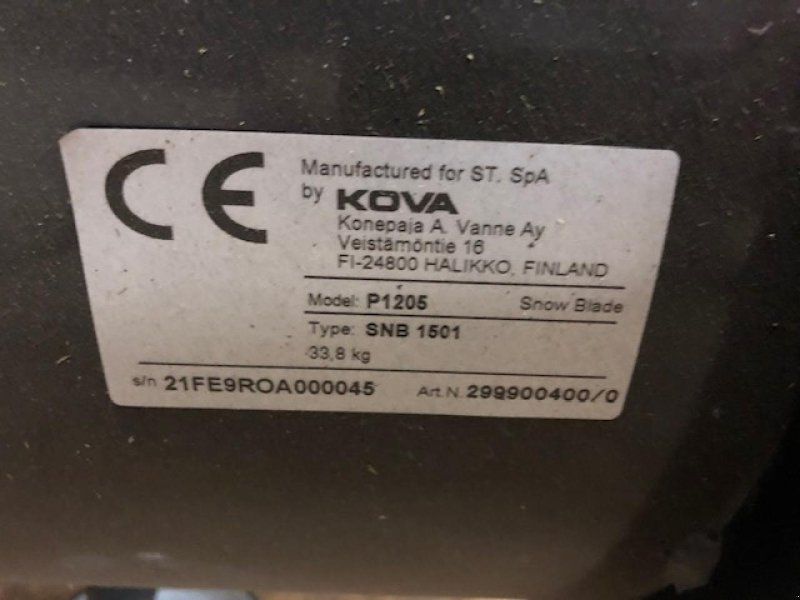 CE
Manufactured for ST. SpA
by KOVA
Konepaja A. Vanne Ay
Veistämöntie 16
FI-24800 HALIKKO, FINLAND
Model: P1205 Snow Blade
Type: SNB 1501
33,8 kg
s/n 21FE9ROA000045 Art.N. 299900400/0